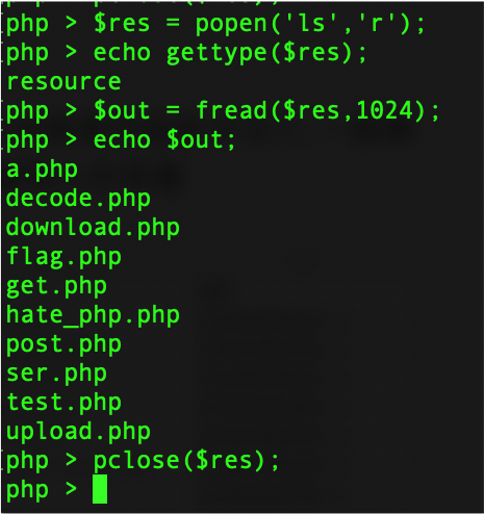 php > $res = popen('ls','r');
php > echo gettype($res);
resource
php > $out = fread($res,1024);
php > echo $out;
a.php
decode.php
download.php
flag.php
get.php
hate_php.php
post.php
ser.php
test.php
upload.php
php > pclose($res);
php >